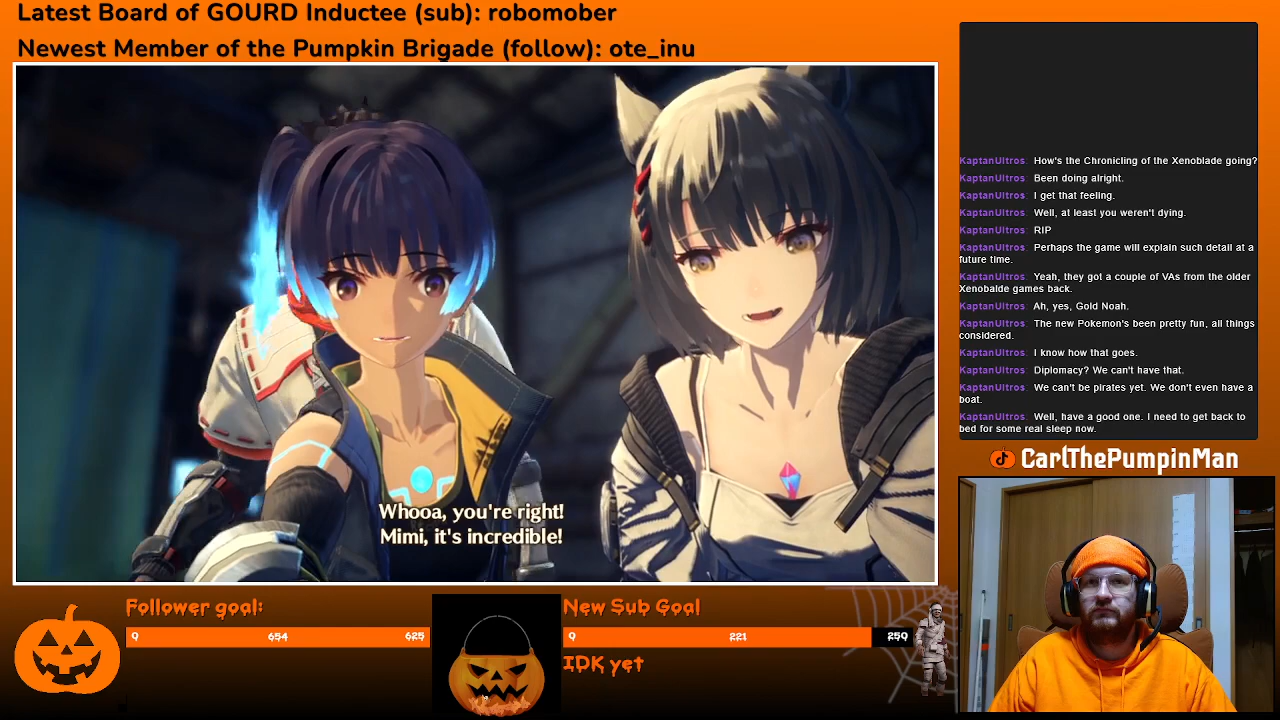 Latest Board of GOURD Inductee (sub): robomober
Newest Member of the Pumpkin Brigade (follow): ote_inu
Whooa, you're right!
Mimi, it's incredible!
KaptanUltros: How's the Chronicling of the Xenoblade going?
KaptanUltros: Been doing alright.
KaptanUltros: I get that feeling.
KaptanUltros: Well, at least you weren't dying.
KaptanUltros: RIP
KaptanUltros: Perhaps the game will explain such detail at a
future time.
KaptanUltros: Yeah, they got a couple of VAs from the older
Xenobalde games back.
KaptanUltros: Ah, yes, Gold Noah.
KaptanUltros: The new Pokemon's been pretty fun, all things
considered.
KaptanUltros: I know how that goes.
KaptanUltros: Diplomacy? We can't have that.
KaptanUltros: We can't be pirates yet. We don't even have a
boat.
KaptanUltros: Well, have a good one. I need to get back to
bed for some real sleep now.
CarlThePumpinMan
Follower goal:
0 654 625
New Sub Goal
0 221 250
IDK yet